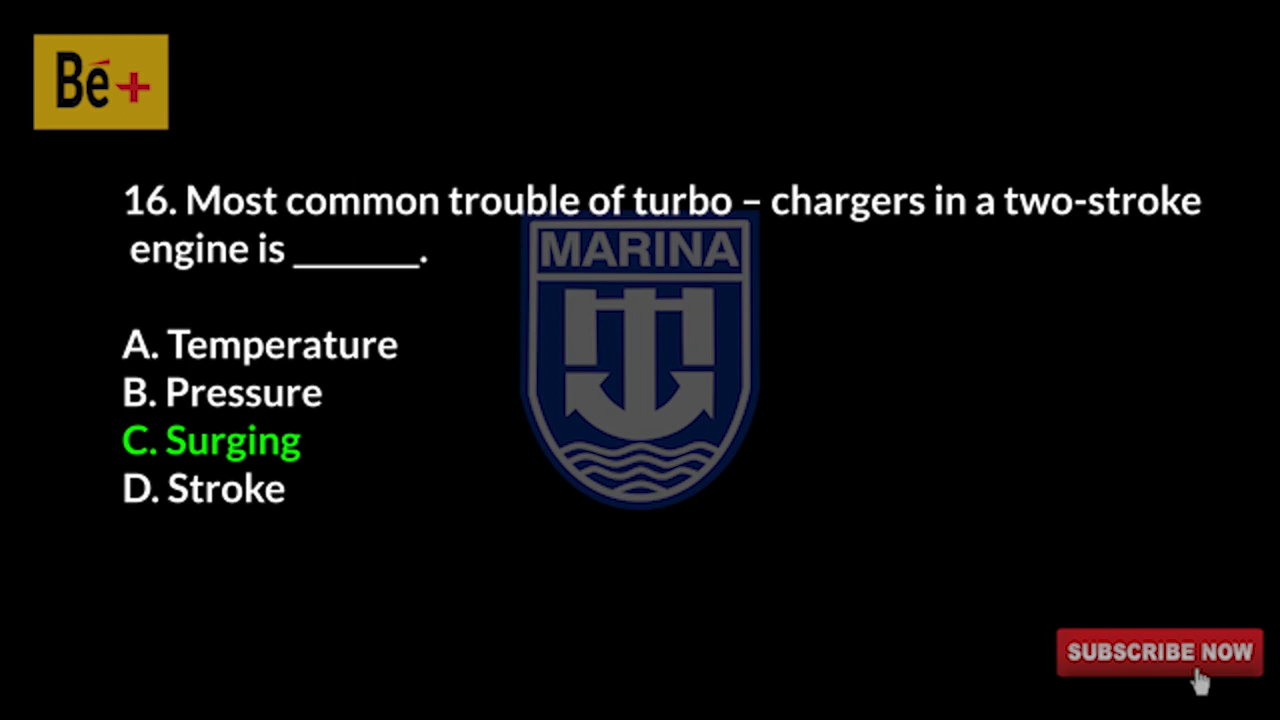 Bé+
16. Most common trouble of turbo – chargers in a two-stroke
engine is ______.
MARINA
A. Temperature
B. Pressure
C. Surging
D. Stroke
SUBSCRIBE NOW